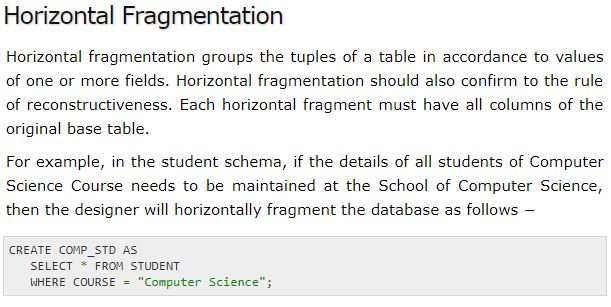 Horizontal Fragmentation
Horizontal fragmentation groups the tuples of a table in accordance to values
of one or more fields. Horizontal fragmentation should also confirm to the rule
of reconstructiveness. Each horizontal fragment must have all columns of the
original base table.
For example, in the student schema, if the details of all students of Computer
Science Course needs to be maintained at the School of Computer Science,
then the designer will horizontally fragment the database as follows −
CREATE COMP_STD AS
SELECT * FROM STUDENT
WHERE COURSE = "Computer Science";